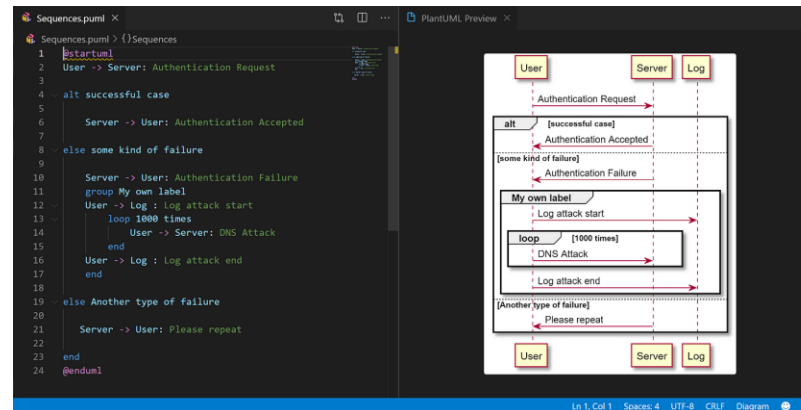 Sequences.puml ×
PlantUML Preview ×
Sequences.puml > {}Sequences
1 @startuml
2 User -> Server: Authentication Request
3
4 alt successful case
5
6 Server -> User: Authentication Accepted
7
8 else some kind of failure
9
10 Server -> User: Authentication Failure
11 group My own label
12 User -> Log : Log attack start
13 loop 1000 times
14 User -> Server: DNS Attack
15 end
16 User -> Log : Log attack end
17 end
18
19 else Another type of failure
20
21 Server -> User: Please repeat
22
23 end
24 @enduml
User Server Log
Authentication Request
alt [successful case]
Authentication Accepted
[some kind of failure]
Authentication Failure
My own label
Log attack start
loop [1000 times]
DNS Attack
Log attack end
[Another type of failure]
Please repeat
User Server Log
Ln 1, Col 1 Spaces: 4 UTF-8 CRLF Diagram